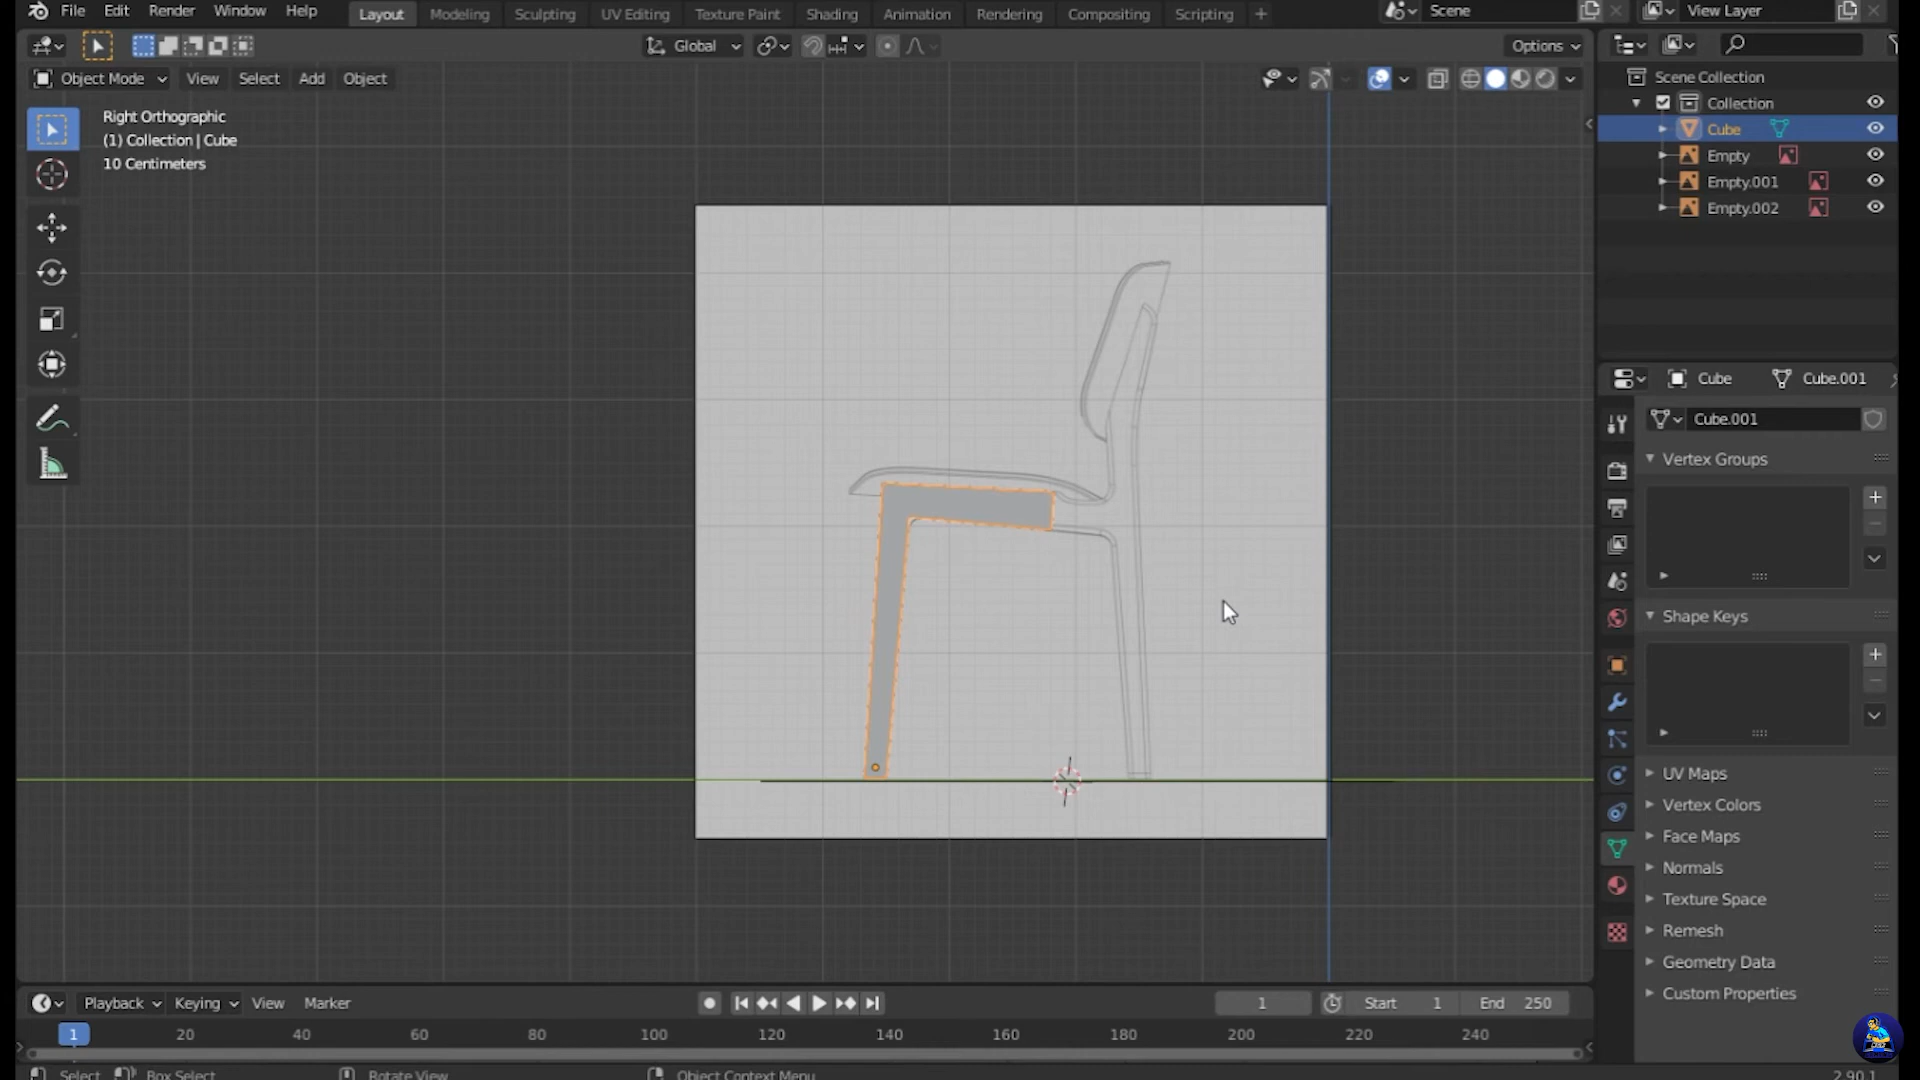 File Edit Render Window Help Layout Modeling Sculpting UV Editing Texture Paint Shading Animation Rendering Compositing Scripting + Scene View Layer
Global Options
Object Mode View Select Add Object
Right Orthographic
(1) Collection | Cube
10 Centimeters
Scene Collection
Collection
Cube
Empty
Empty.001
Empty.002
Cube Cube.001
Cube.001
Vertex Groups
Shape Keys
UV Maps
Vertex Colors
Face Maps
Normals
Texture Space
Remesh
Geometry Data
Custom Properties
Playback Keying View Marker 1 Start 1 End 250
1 20 40 60 80 100 120 140 160 180 200 220 240
Select Box Select Rotate View Object Context Menu 2.90.1